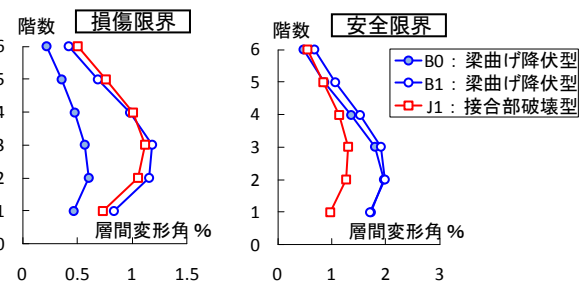 階数
損傷限界
6
5
4
3
2
1
0
層間変形角 %
0 0.5 1 1.5
階数
安全限界
6
5
4
3
2
1
0
B0：梁曲げ降伏型
B1：梁曲げ降伏型
J1：接合部破壊型
層間変形角 %
0 1 2 3